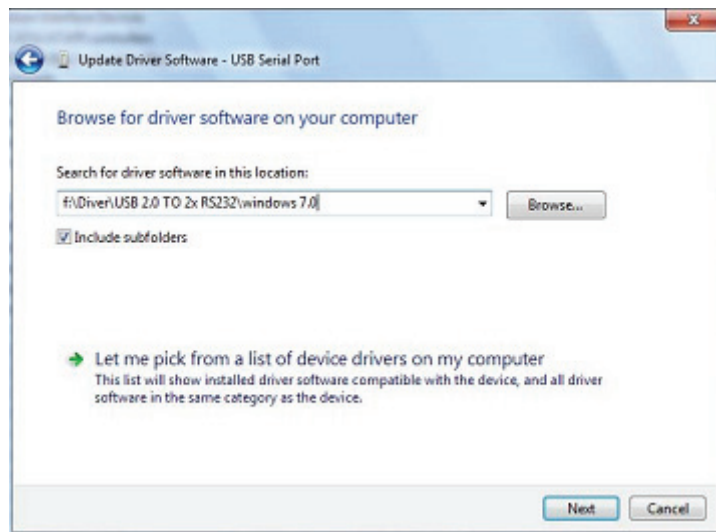 Update Driver Software - USB Serial Port
Browse for driver software on your computer
Search for driver software in this location:
f:\Diver\USB 2.0 TO 2x RS232\windows 7.0
Browse...
Include subfolders
Let me pick from a list of device drivers on my computer
This list will show installed driver software compatible with the device, and all driver
software in the same category as the device.
Next
Cancel